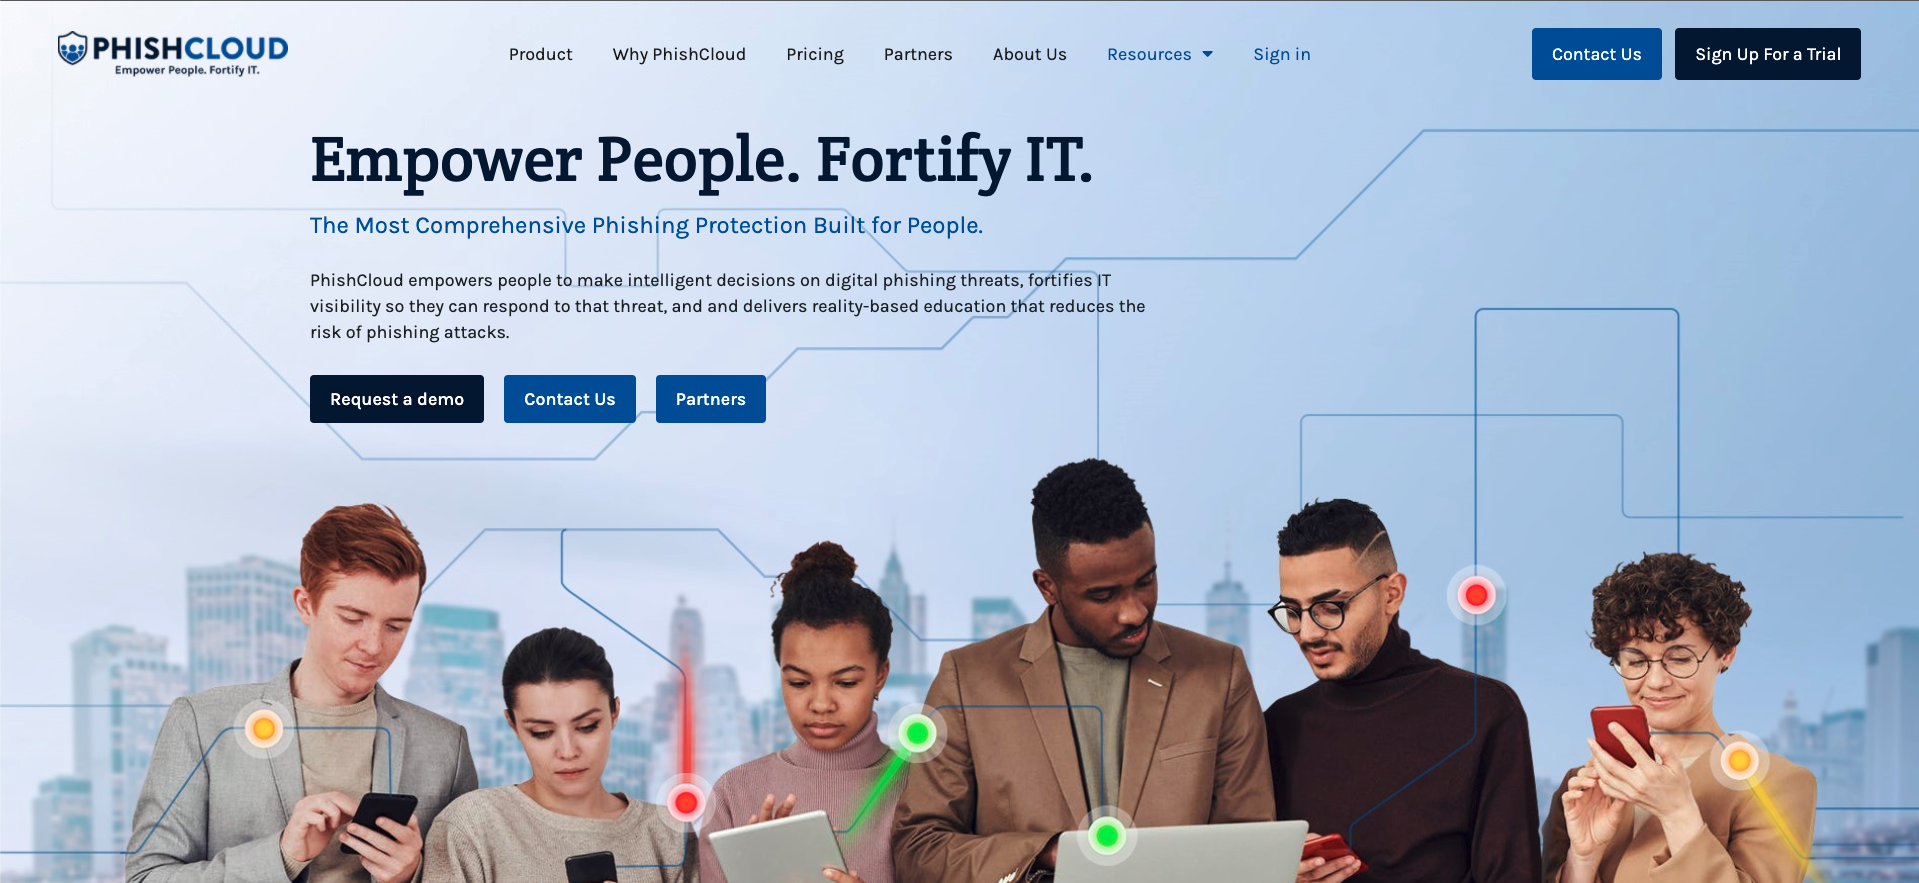 PHISHCLOUD
Empower People. Fortify IT.
Product
Why PhishCloud
Pricing
Partners
About Us
Resources
Sign in
Contact Us
Sign Up For a Trial
Empower People. Fortify IT.
The Most Comprehensive Phishing Protection Built for People.
PhishCloud empowers people to make intelligent decisions on digital phishing threats, fortifies IT
visibility so they can respond to that threat, and and delivers reality-based education that reduces the
risk of phishing attacks.
Request a demo
Contact Us
Partners